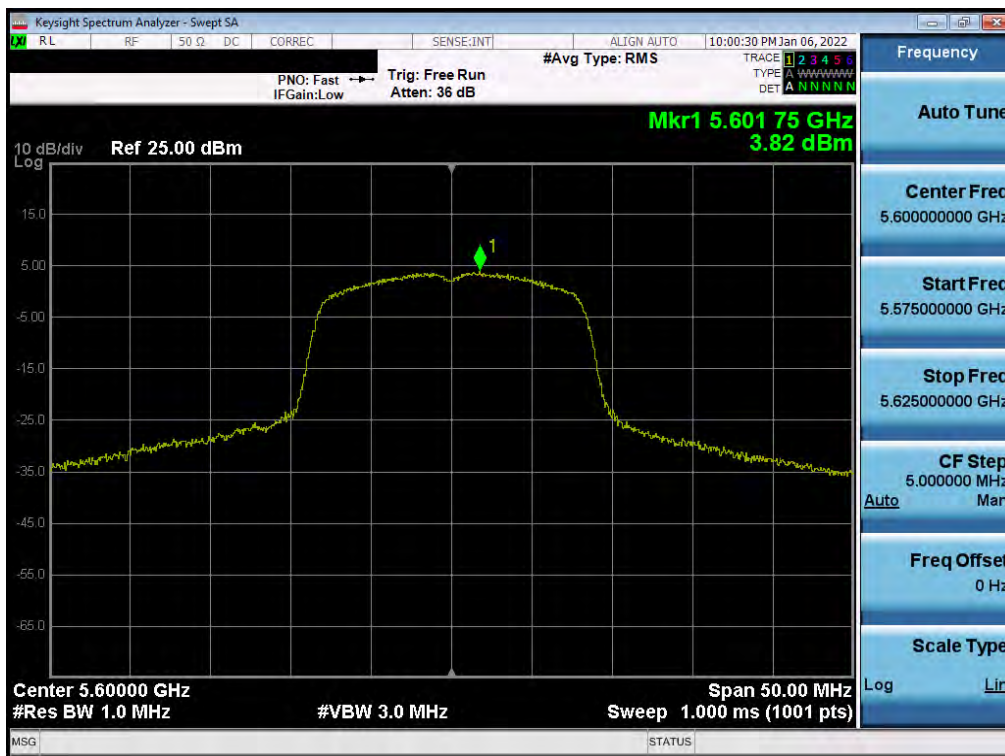 Keysight Spectrum Analyzer - Swept SA
LXI RL RF 50 Ω DC CORREC SENSE:INT ALIGN AUTO 10:00:30 PM Jan 06, 2022
PNO: Fast
IFGain:Low
Trig: Free Run
Atten: 36 dB
#Avg Type: RMS
TRACE 1 2 3 4 5 6
TYPE A WWWWW
DET A N N N N N
Mkr1 5.601 75 GHz
3.82 dBm
10 dB/div
Log
Ref 25.00 dBm
15.0
5.00
-5.00
-15.0
-25.0
-35.0
-45.0
-55.0
-65.0
1
Center 5.60000 GHz
Span 50.00 MHz
#Res BW 1.0 MHz
#VBW 3.0 MHz
Sweep 1.000 ms (1001 pts)
MSG
STATUS
Frequency
Auto Tune
Center Freq
5.600000000 GHz
Start Freq
5.575000000 GHz
Stop Freq
5.625000000 GHz
CF Step
5.000000 MHz
Auto Man
Freq Offset
0 Hz
Scale Type
Log Lin